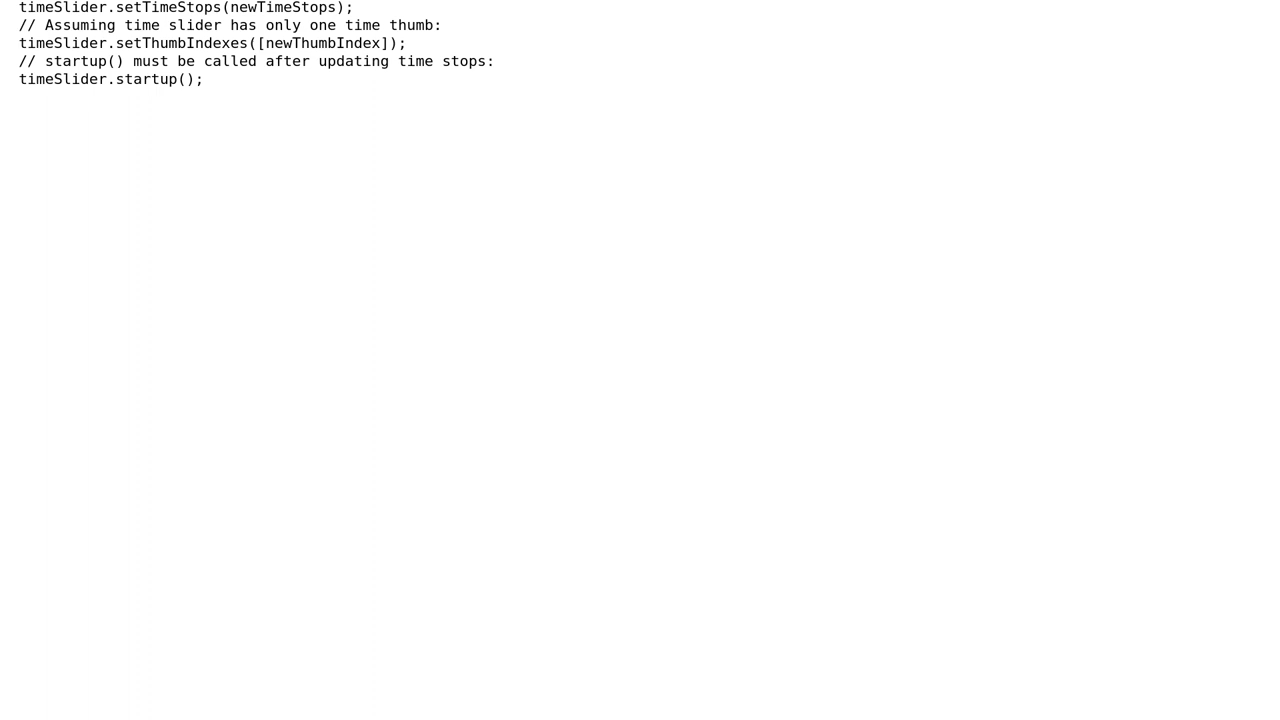 timeSlider.setTimeStops(newTimeStops);
// Assuming time slider has only one time thumb:
timeSlider.setThumbIndexes([newThumbIndex]);
// startup() must be called after updating time stops:
timeSlider.startup();